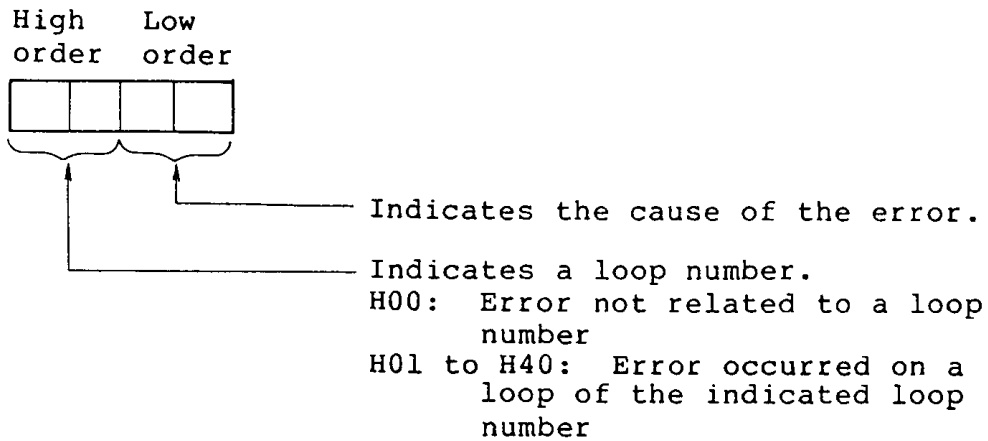 High Low
order order
Indicates the cause of the error.
Indicates a loop number.
H00: Error not related to a loop
number
H01 to H40: Error occurred on a
loop of the indicated loop
number